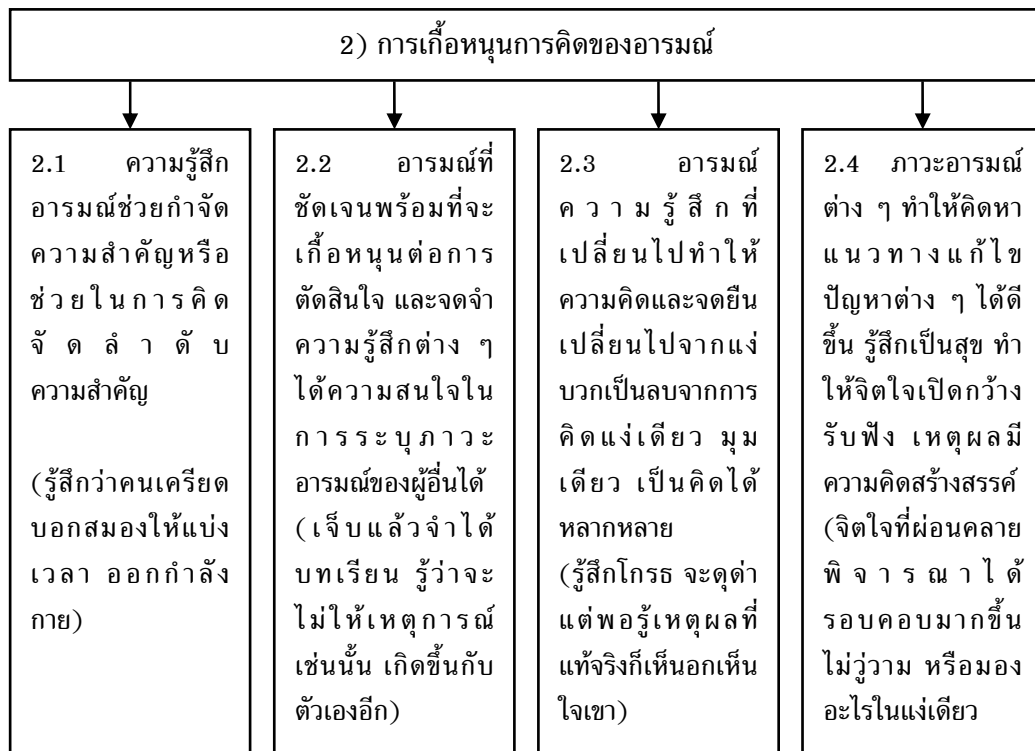 2) การเกื้อหนุนการคิดของอารมณ์
2.1 ความรู้สึก
อารมณ์ช่วยกำจัด
ความสำคัญหรือ
ช่วยในการคิด
จัดลำดับ
ความสำคัญ
(รู้สึกว่าคนเครียด
บอกสมองให้แบ่ง
เวลา ออกกำลัง
กาย)
2.2 อารมณ์ที่
ชัดเจนพร้อมที่จะ
เกื้อหนุนต่อการ
ตัดสินใจ และจดจำ
ความรู้สึกต่าง ๆ
ได้ความสนใจใน
การระบุภาวะ
อารมณ์ของผู้อื่นได้
(เจ็บแล้วจำได้
บทเรียน รู้ว่าจะ
ไม่ให้เหตุการณ์
เช่นนั้น เกิดขึ้นกับ
ตัวเองอีก)
2.3 อารมณ์
ความรู้สึกที่
เปลี่ยนไปทำให้
ความคิดและจดยืน
เปลี่ยนไปจากแง่
บวกเป็นลบจากการ
คิดแง่เดียว มุม
เดียว เป็นคิดได้
หลากหลาย
(รู้สึกโกรธ จะดุด่า
แต่พอรู้เหตุผลที่
แท้จริงก็เห็นอกเห็น
ใจเขา)
2.4 ภาวะอารมณ์
ต่าง ๆ ทำให้คิดหา
แนวทางแก้ไข
ปัญหาต่าง ๆ ได้ดี
ขึ้น รู้สึกเป็นสุข ทำ
ให้จิตใจเปิดกว้าง
รับฟัง เหตุผลมี
ความคิดสร้างสรรค์
(จิตใจที่ผ่อนคลาย
พิจารณาได้
รอบคอบมากขึ้น
ไม่วู่วาม หรือมอง
อะไรในแง่เดียว